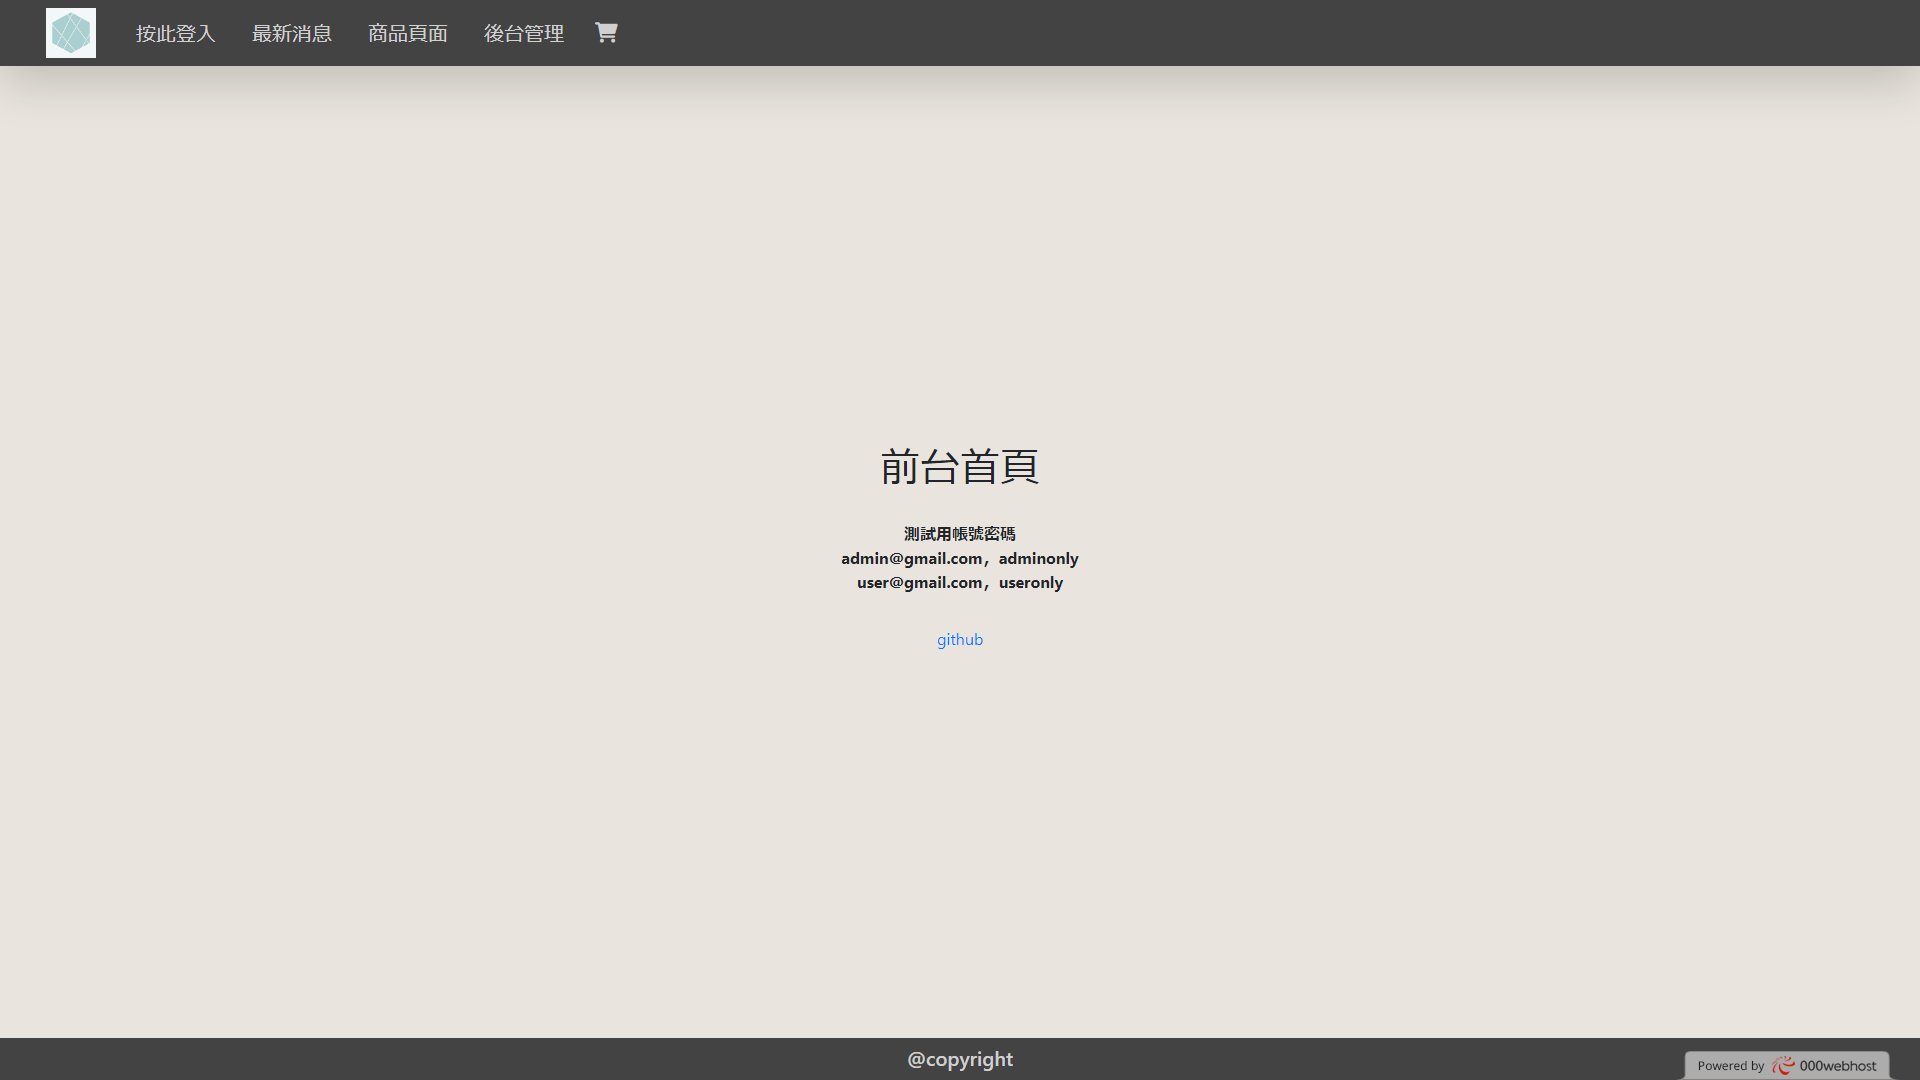 按此登入 最新消息 商品頁面 後台管理
前台首頁
測試用帳號密碼
admin@gmail.com，adminonly
user@gmail.com，useronly
github
@copyright
Powered by 000webhost